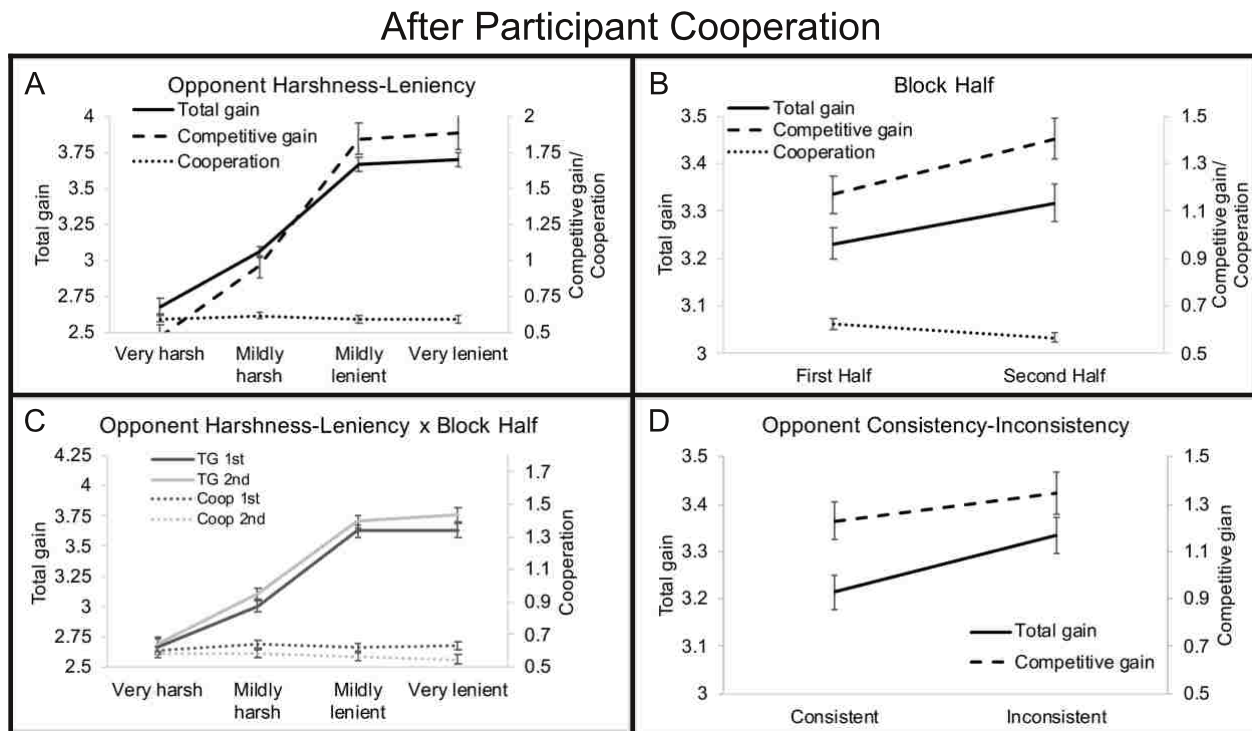 After Participant Cooperation
A
Opponent Harshness-Leniency
Total gain
Competitive gain
Cooperation
4
3.75
3.5
3.25
3
2.75
2.5
Total gain
2
1.75
1.5
1.25
1
0.75
0.5
Competitive gain/
Cooperation
Very harsh
Mildly
harsh
Mildly
lenient
Very lenient
B
Block Half
Total gain
Competitive gain
Cooperation
3.5
3.4
3.3
3.2
3.1
3
Total gain
1.5
1.3
1.1
0.9
0.7
0.5
Competitive gain/
Cooperation
First Half
Second Half
C
Opponent Harshness-Leniency x Block Half
TG 1st
TG 2nd
Coop 1st
Coop 2nd
4.25
4
3.75
3.5
3.25
3
2.75
2.5
Total gain
1.7
1.5
1.3
1.1
0.9
0.7
0.5
Cooperation
Very harsh
Mildly
harsh
Mildly
lenient
Very lenient
D
Opponent Consistency-Inconsistency
3.5
3.4
3.3
3.2
3.1
3
Total gain
1.5
1.3
1.1
0.9
0.7
0.5
Competitive gian
Total gain
Competitive gain
Consistent
Inconsistent